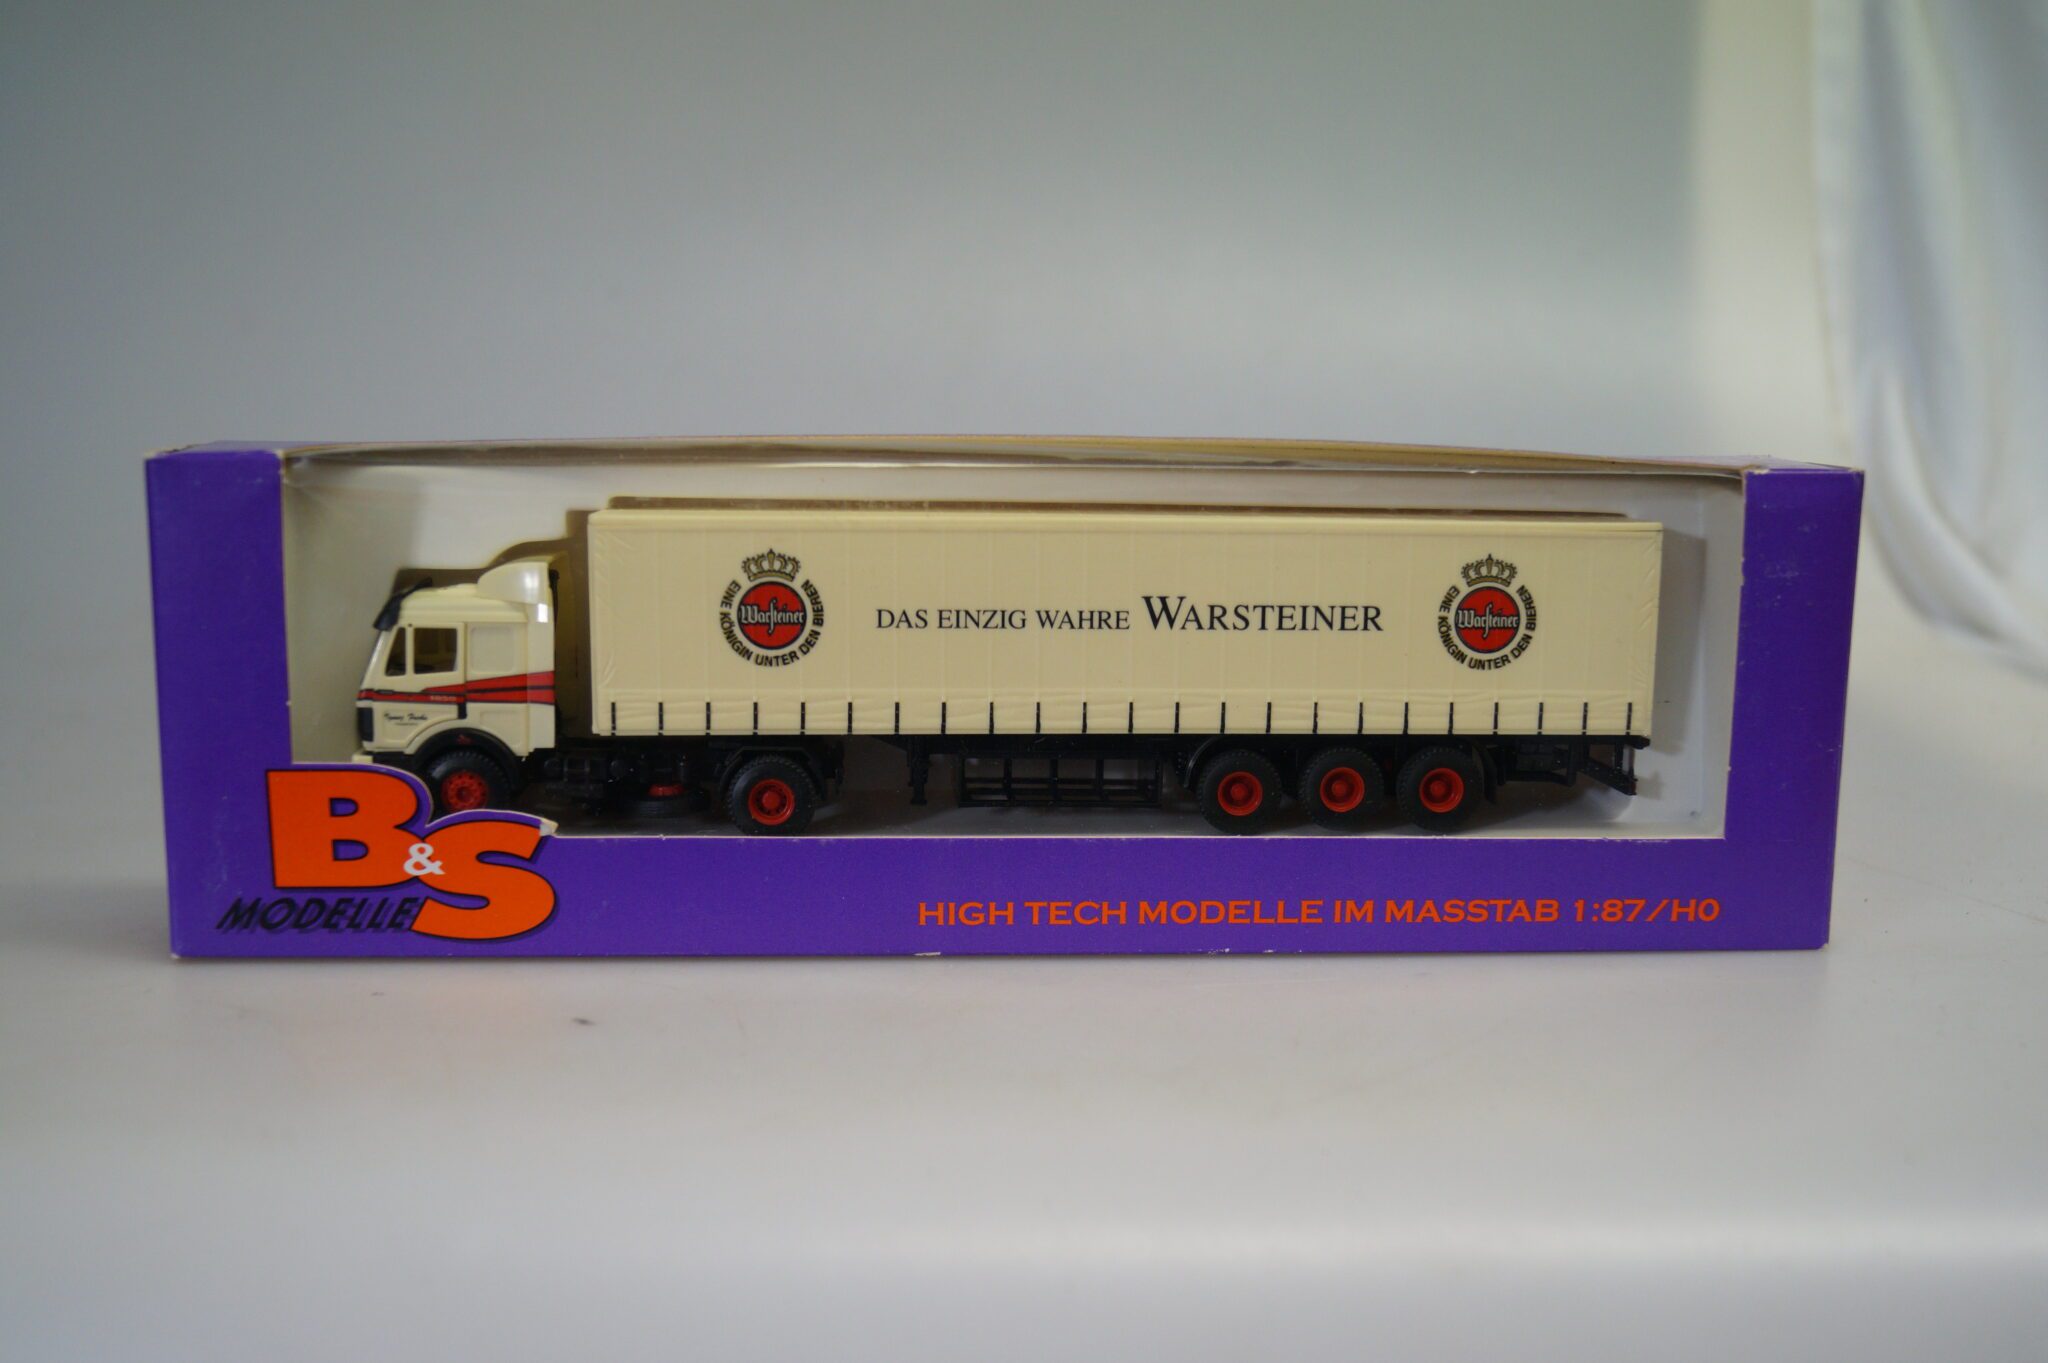 EINE KÖNIGIN UNTER DEN BIEREN
Warsteiner
DAS EINZIG WAHRE WARSTEINER
EINE KÖNIGIN UNTER DEN BIEREN
Warsteiner
B&S
MODELLE
HIGH TECH MODELLE IM MASSTAB 1:87/H0